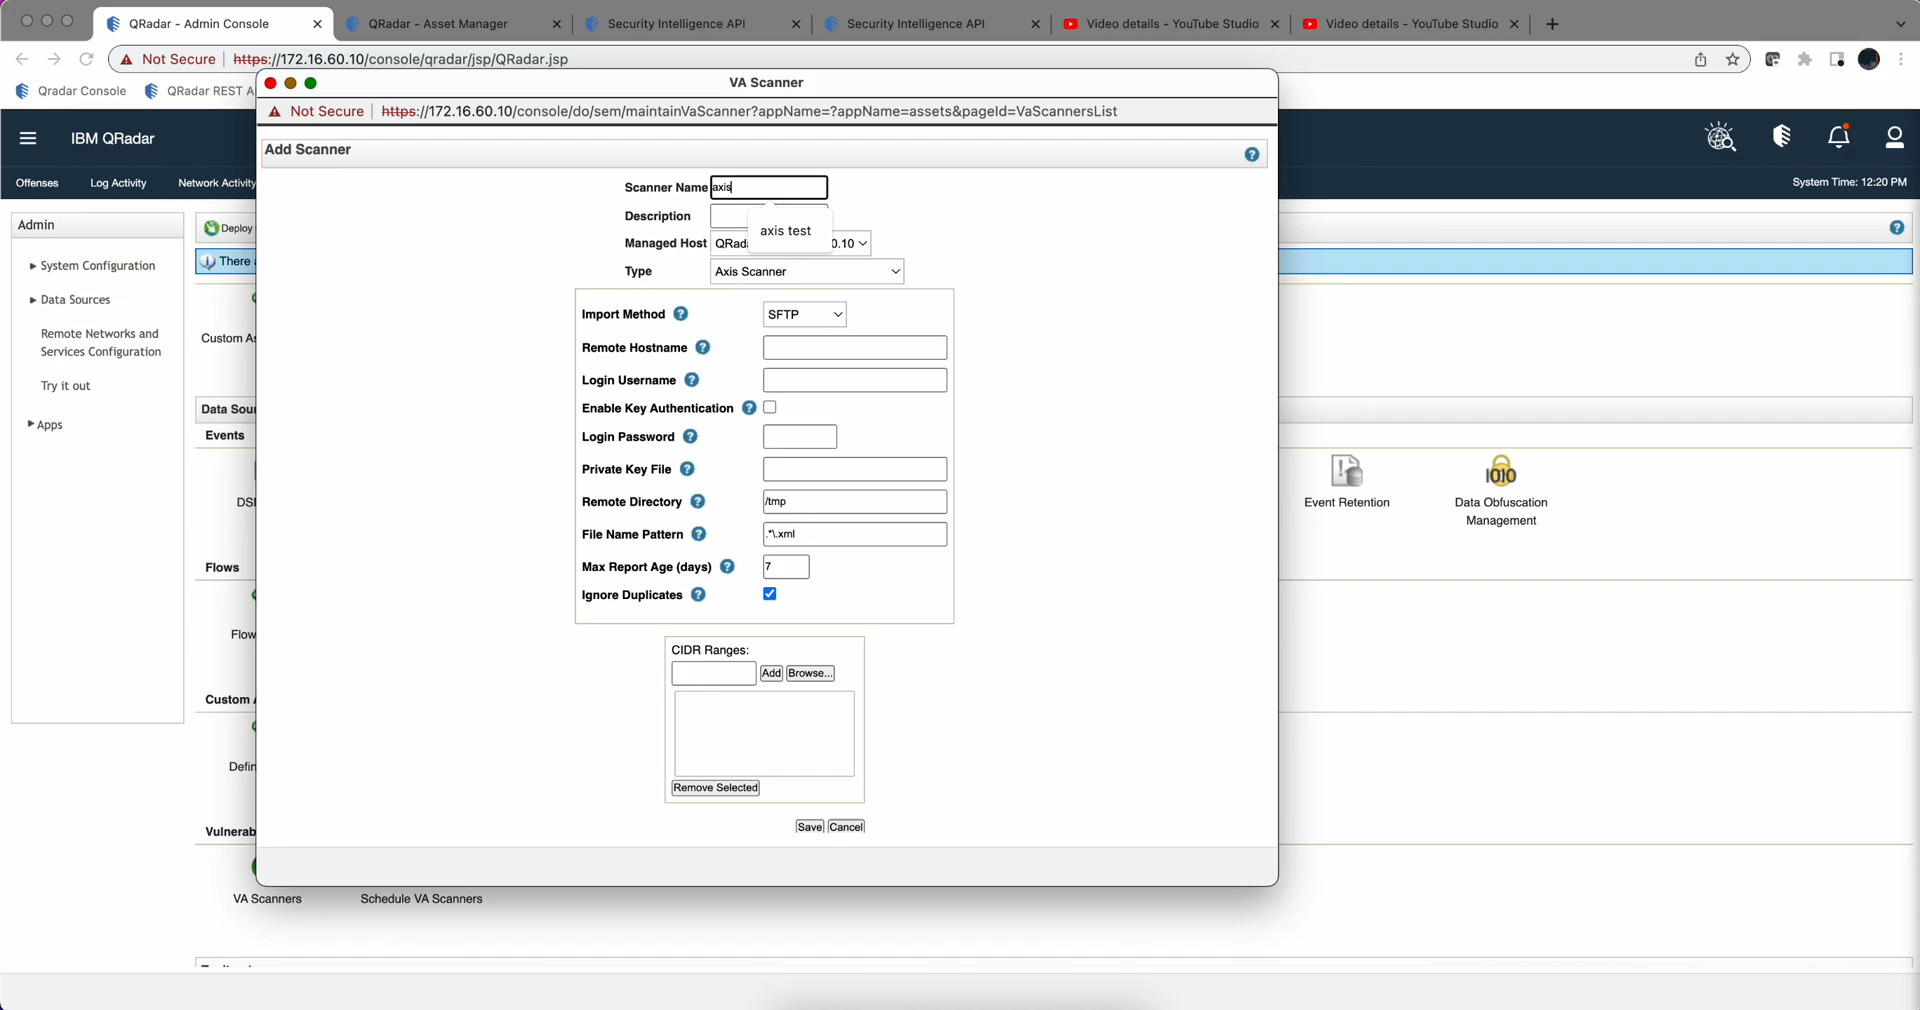 QRadar - Admin Console
QRadar - Asset Manager
Security Intelligence API
Security Intelligence API
Video details - YouTube Studio
Video details - YouTube Studio
Not Secure https://172.16.60.10/console/qradar/jsp/QRadar.jsp
Qradar Console
QRadar REST A
VA Scanner
Not Secure https://172.16.60.10/console/do/sem/maintainVaScanner?appName=?appName=assets&pageId=VaScannersList
IBM QRadar
Offenses
Log Activity
Network Activity
System Time: 12:20 PM
Admin
System Configuration
Data Sources
Remote Networks and
Services Configuration
Try it out
Apps
Deploy
There
Custom As
Data Sour
Events
DSM
Flows
Flow
Custom A
Defin
Vulnerab
VA Scanners
Schedule VA Scanners
Add Scanner
Scanner Name axis
Description
axis test
Managed Host QRada 0.10
Type Axis Scanner
Import Method SFTP
Remote Hostname
Login Username
Enable Key Authentication
Login Password
Private Key File
Remote Directory /tmp
File Name Pattern .*\.xml
Max Report Age (days) 7
Ignore Duplicates
CIDR Ranges:
Add Browse...
Remove Selected
Save Cancel
Event Retention
1010
Data Obfuscation
Management